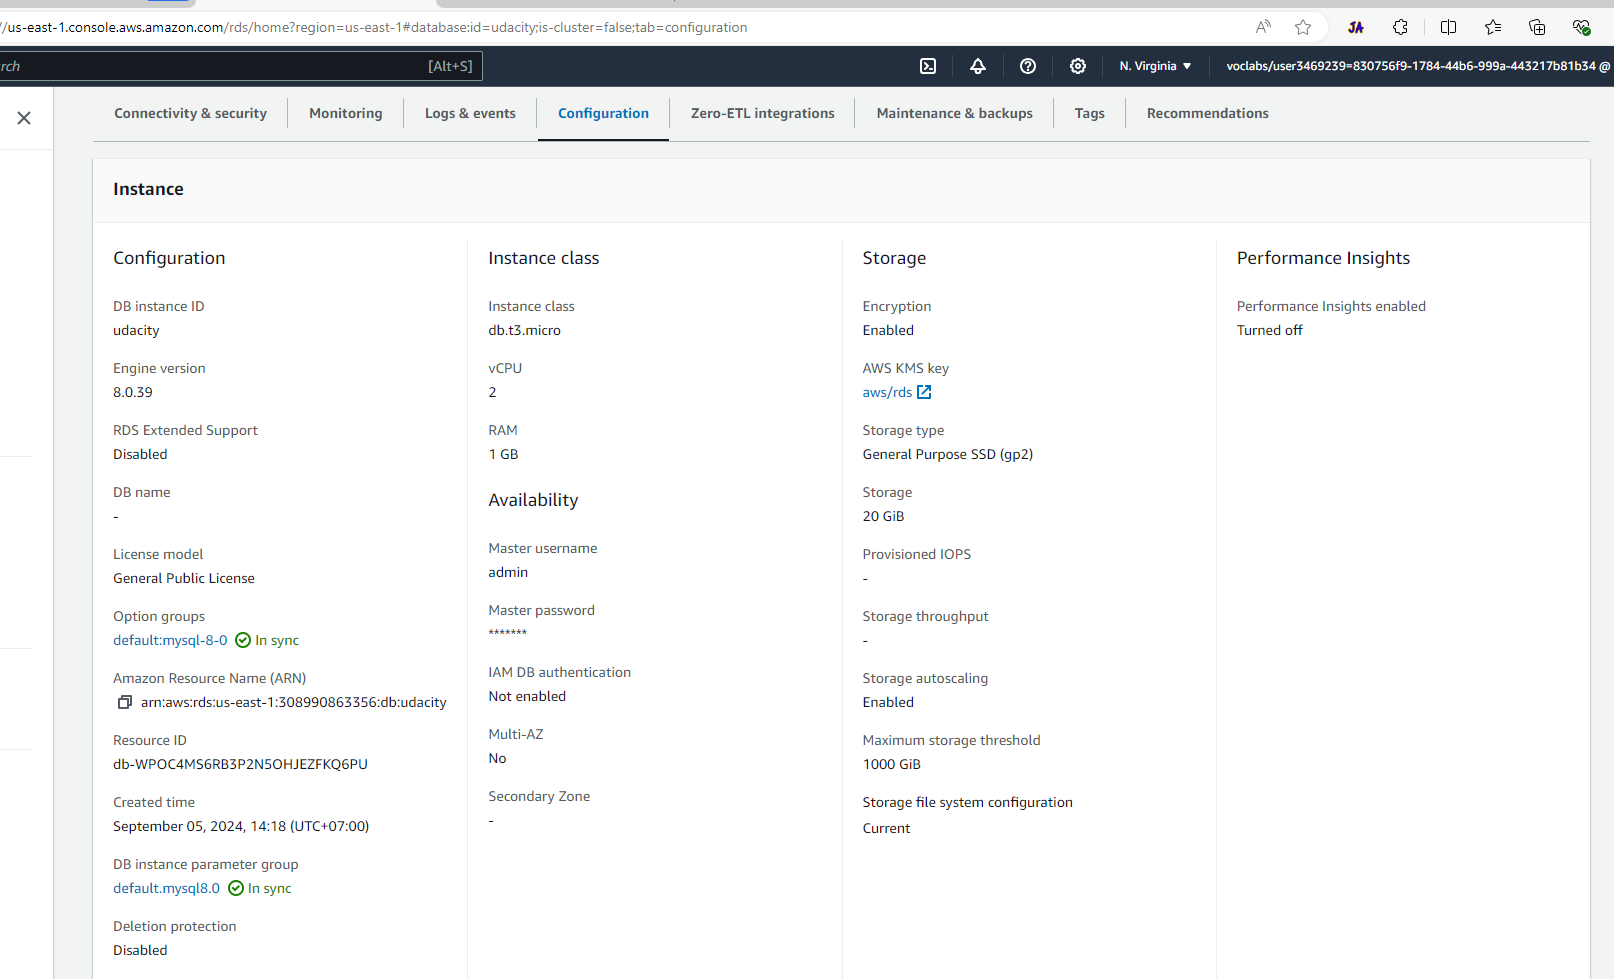 //us-east-1.console.aws.amazon.com/rds/home?region=us-east-1#database:id=udacity;is-cluster=false;tab=configuration
rch [Alt+S] N. Virginia voclabs/user3469239=830756f9-1784-44b6-999a-443217b81b34 @
Connectivity & security Monitoring Logs & events Configuration Zero-ETL integrations Maintenance & backups Tags Recommendations
Instance
Configuration
DB instance ID
udacity
Engine version
8.0.39
RDS Extended Support
Disabled
DB name
-
License model
General Public License
Option groups
default:mysql-8-0 In sync
Amazon Resource Name (ARN)
arn:aws:rds:us-east-1:308990863356:db:udacity
Resource ID
db-WPOC4MS6RB3P2N5OHJEZFKQ6PU
Created time
September 05, 2024, 14:18 (UTC+07:00)
DB instance parameter group
default.mysql8.0 In sync
Deletion protection
Disabled
Instance class
Instance class
db.t3.micro
vCPU
2
RAM
1 GB
Availability
Master username
admin
Master password
*******
IAM DB authentication
Not enabled
Multi-AZ
No
Secondary Zone
-
Storage
Encryption
Enabled
AWS KMS key
aws/rds
Storage type
General Purpose SSD (gp2)
Storage
20 GiB
Provisioned IOPS
-
Storage throughput
-
Storage autoscaling
Enabled
Maximum storage threshold
1000 GiB
Storage file system configuration
Current
Performance Insights
Performance Insights enabled
Turned off